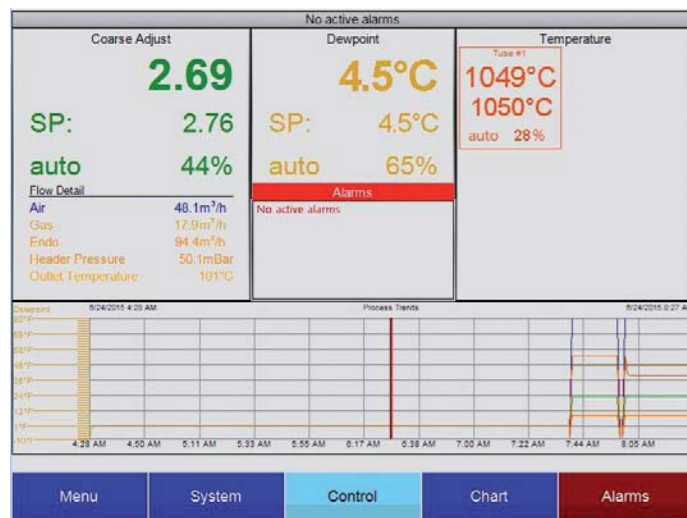 No active alarms
Coarse Adjust
2.69
SP: 2.76
auto 44%
Flow Detail
Air 48.1m³/h
Gas 17.9m³/h
Endo 94.4m³/h
Header Pressure 50.1mBar
Outlet Temperature 101°C
Dewpoint
4.5°C
SP: 4.5°C
auto 65%
Alarms
No active alarms
Temperature
Tube #1
1049°C
1050°C
auto 28%
Dewpoint 6/24/2015 4:28 AM Process Trends 6/24/2015 8:27 A
4:28 AM 4:50 AM 5:11 AM 5:33 AM 5:55 AM 6:17 AM 6:38 AM 7:00 AM 7:22 AM 7:44 AM 8:05 AM
Menu System Control Chart Alarms